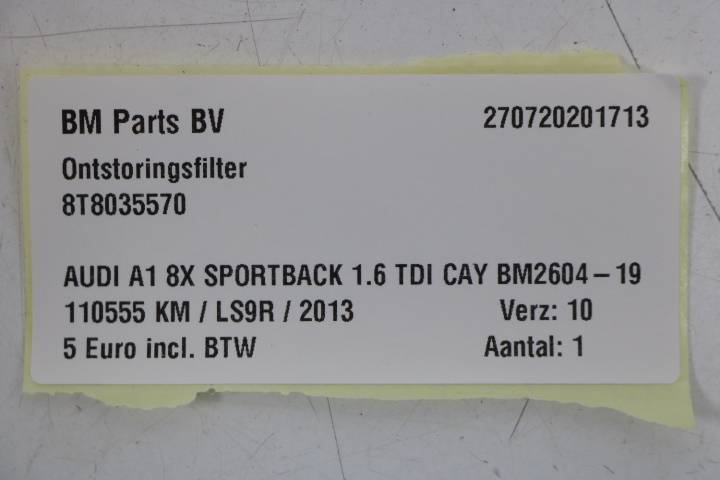 BM Parts BV 270720201713
Ontstoringsfilter
8T8035570
AUDI A1 8X SPORTBACK 1.6 TDI CAY BM2604-19
110555 KM / LS9R / 2013 Verz: 10
5 Euro incl. BTW Aantal: 1